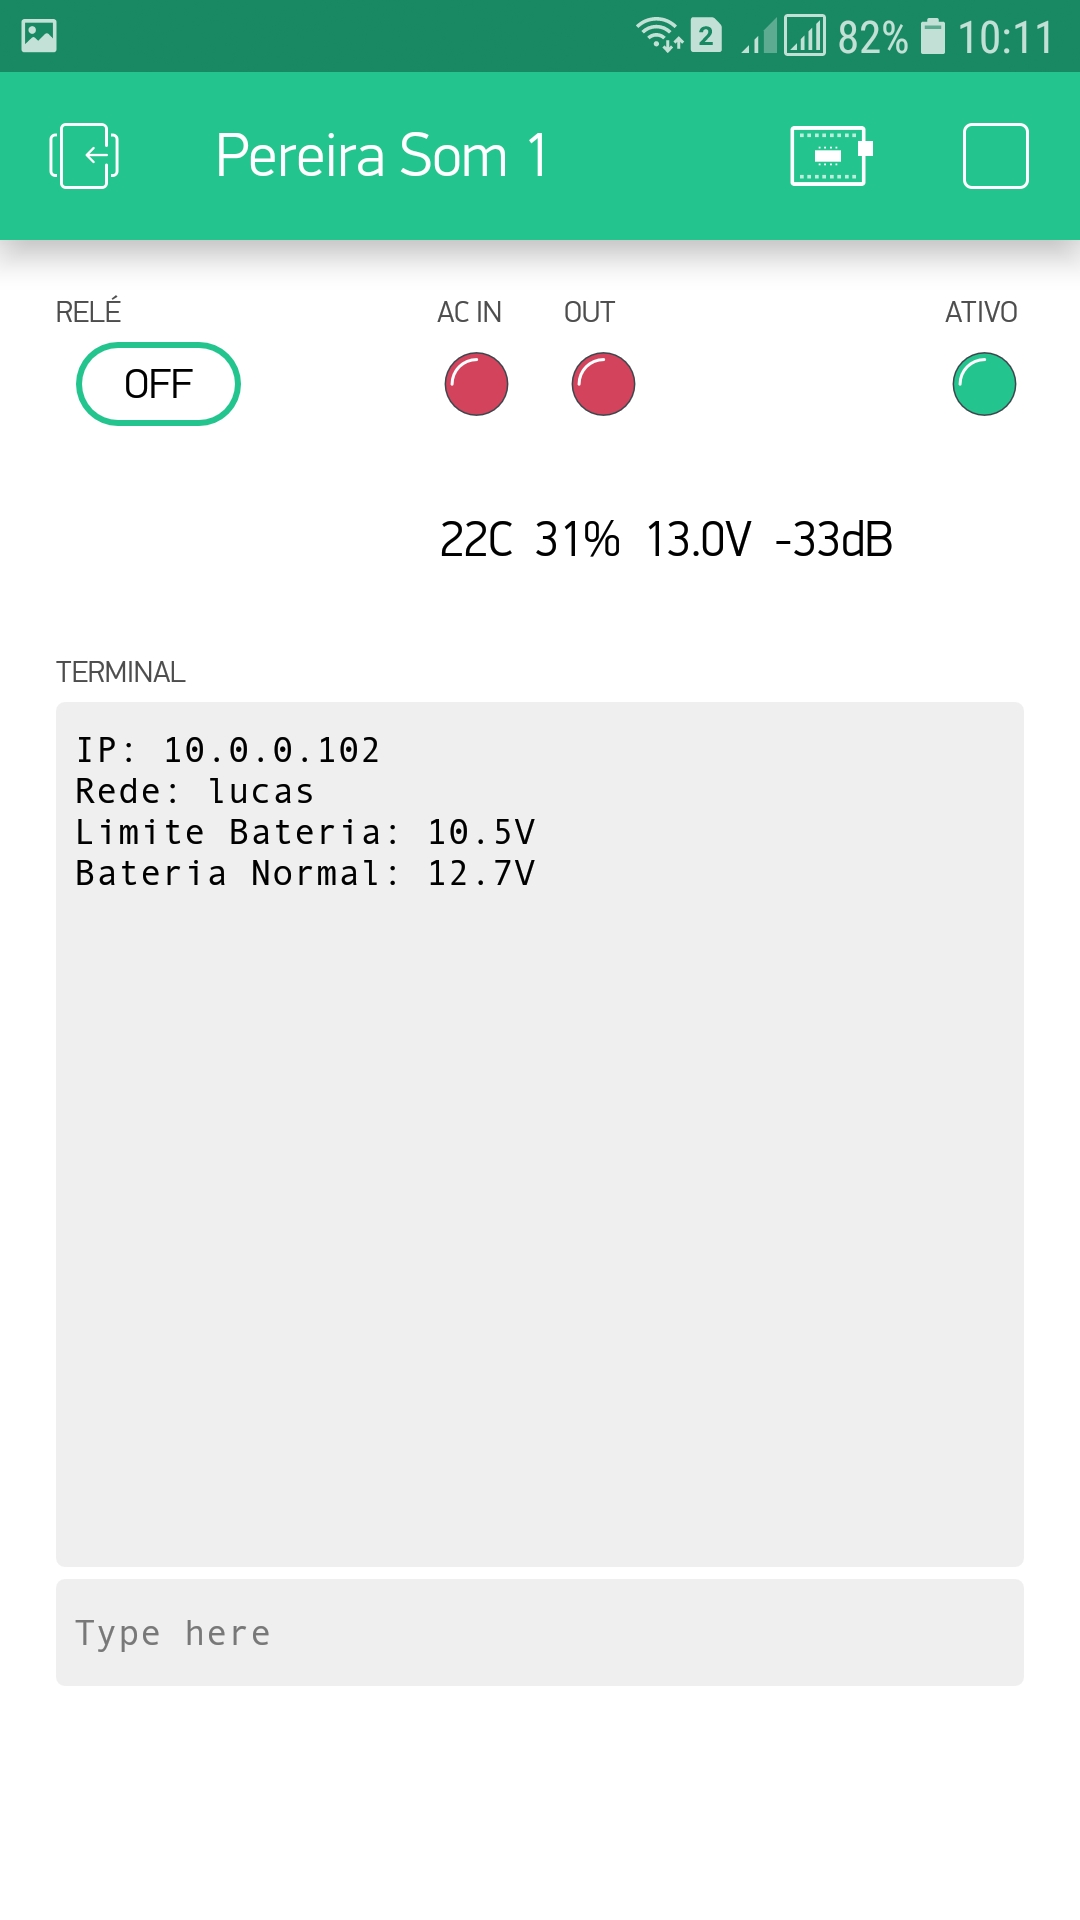 2 82% 10:11
Pereira Som 1
RELÉ AC IN OUT ATIVO
OFF
22C 31% 13.0V -33dB
TERMINAL
IP: 10.0.0.102
Rede: lucas
Limite Bateria: 10.5V
Bateria Normal: 12.7V
Type here